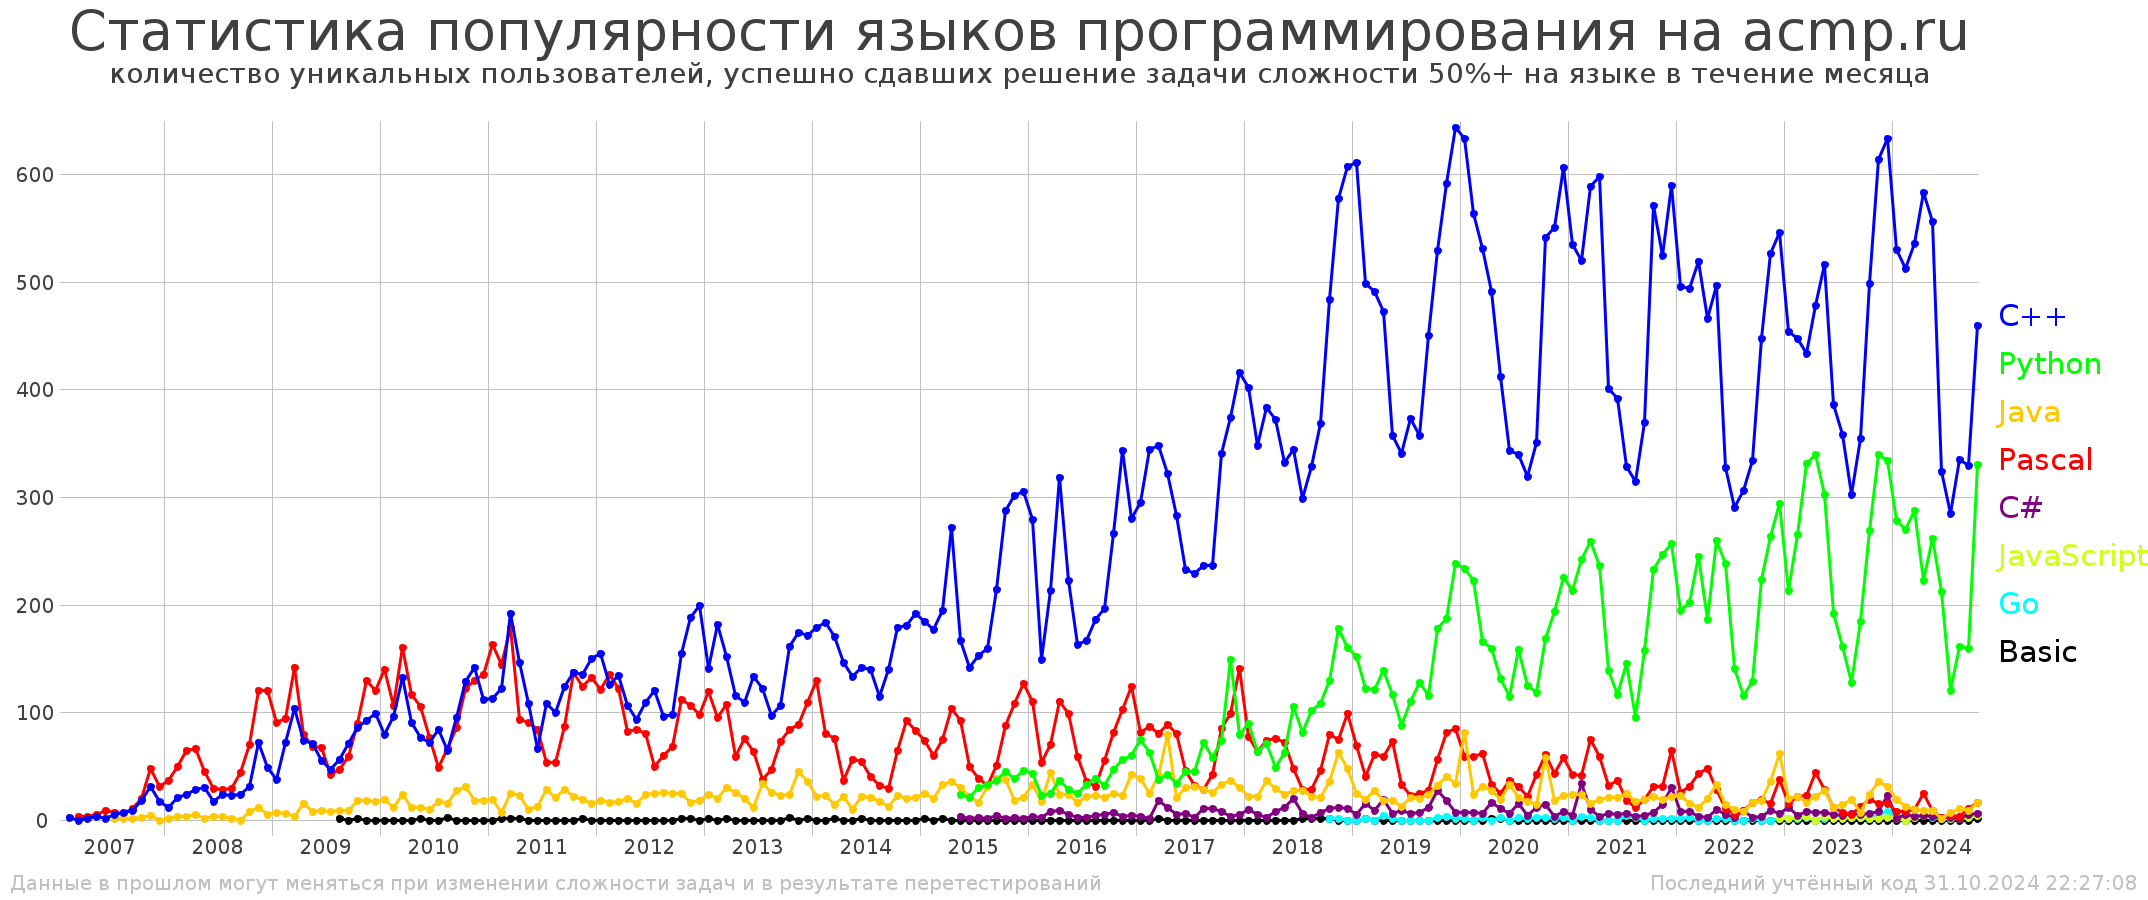 Статистика популярности языков программирования на acmp.ru
количество уникальных пользователей, успешно сдавших решение задачи сложности 50%+ на языке в течение месяца
600
500
400
300
200
100
0
C++
Python
Java
Pascal
C#
JavaScript
Go
Basic
2007 2008 2009 2010 2011 2012 2013 2014 2015 2016 2017 2018 2019 2020 2021 2022 2023 2024
Данные в прошлом могут меняться при изменении сложности задач и в результате перетестирований
Последний учтённый код 31.10.2024 22:27:08